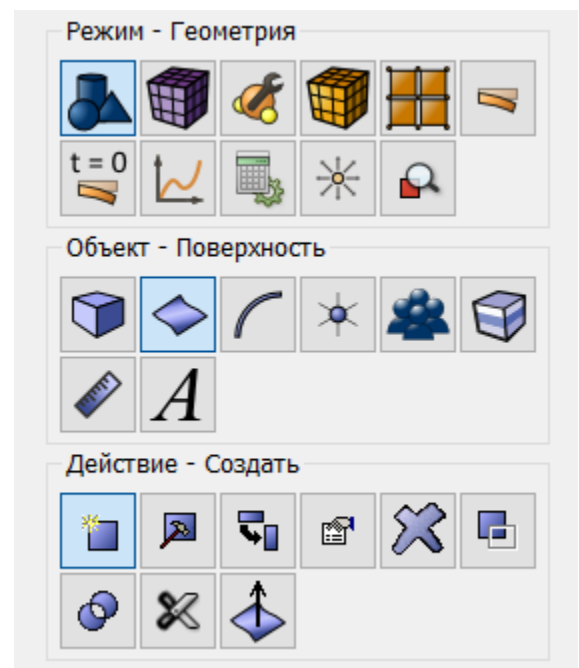 Режим - Геометрия
t = 0
Объект - Поверхность
A
Действие - Создать